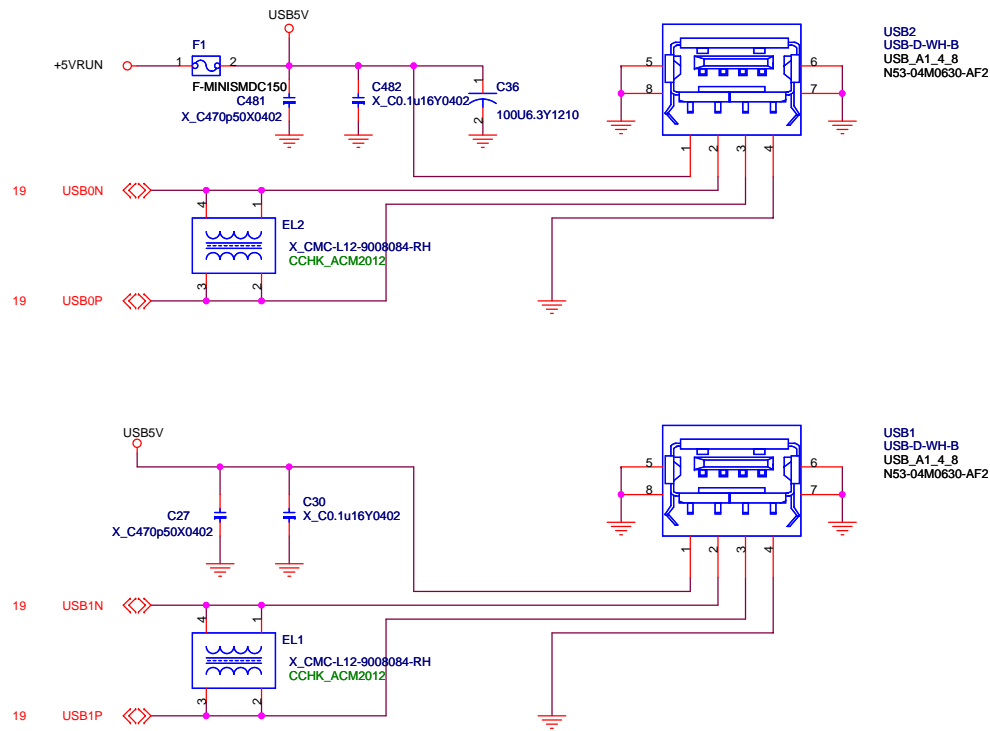 USB5V
+5VRUN
F1
1
2
F-MINISMDC150
C481
X_C470p50X0402
C482
X_C0.1u16Y0402
1
2
C36
100U6.3Y1210
5
8
6
7
1
2
3
4
USB2
USB-D-WH-B
USB_A1_4_8
N53-04M0630-AF2
19
USB0N
4
1
EL2
X_CMC-L12-9008084-RH
CCHK_ACM2012
3
2
19
USB0P
USB5V
C27
X_C470p50X0402
C30
X_C0.1u16Y0402
5
8
6
7
1
2
3
4
USB1
USB-D-WH-B
USB_A1_4_8
N53-04M0630-AF2
19
USB1N
4
1
EL1
X_CMC-L12-9008084-RH
CCHK_ACM2012
3
2
19
USB1P